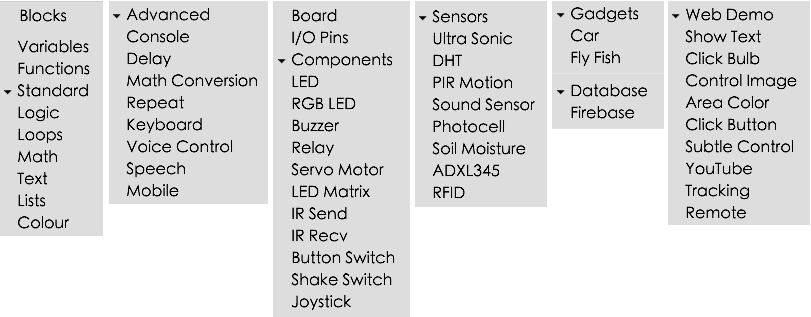 Blocks
Variables
Functions
Standard
Logic
Loops
Math
Text
Lists
Colour
Advanced
Console
Delay
Math Conversion
Repeat
Keyboard
Voice Control
Speech
Mobile
Board
I/O Pins
Components
LED
RGB LED
Buzzer
Relay
Servo Motor
LED Matrix
IR Send
IR Recv
Button Switch
Shake Switch
Joystick
Sensors
Ultra Sonic
DHT
PIR Motion
Sound Sensor
Photocell
Soil Moisture
ADXL345
RFID
Gadgets
Car
Fly Fish
Database
Firebase
Web Demo
Show Text
Click Bulb
Control Image
Area Color
Click Button
Subtle Control
YouTube
Tracking
Remote